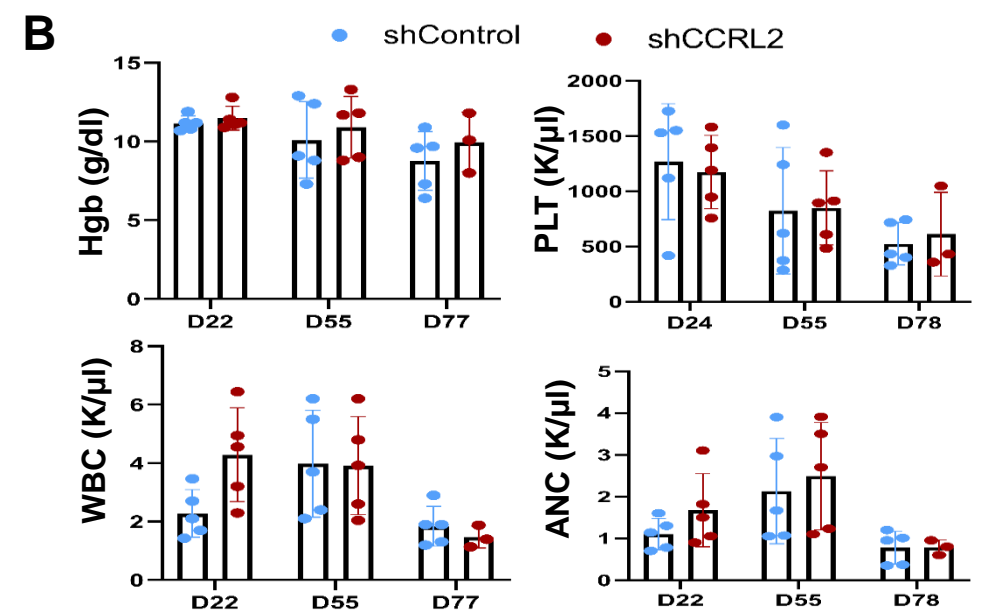 B
shControl
shCCRL2
Hgb (g/dl)
15
10
5
0
D22
D55
D77
PLT (K/µl)
2000
1500
1000
500
0
D24
D55
D78
WBC (K/µl)
8
6
4
2
0
D22
D55
D77
ANC (K/µl)
5
4
3
2
1
0
D22
D55
D78